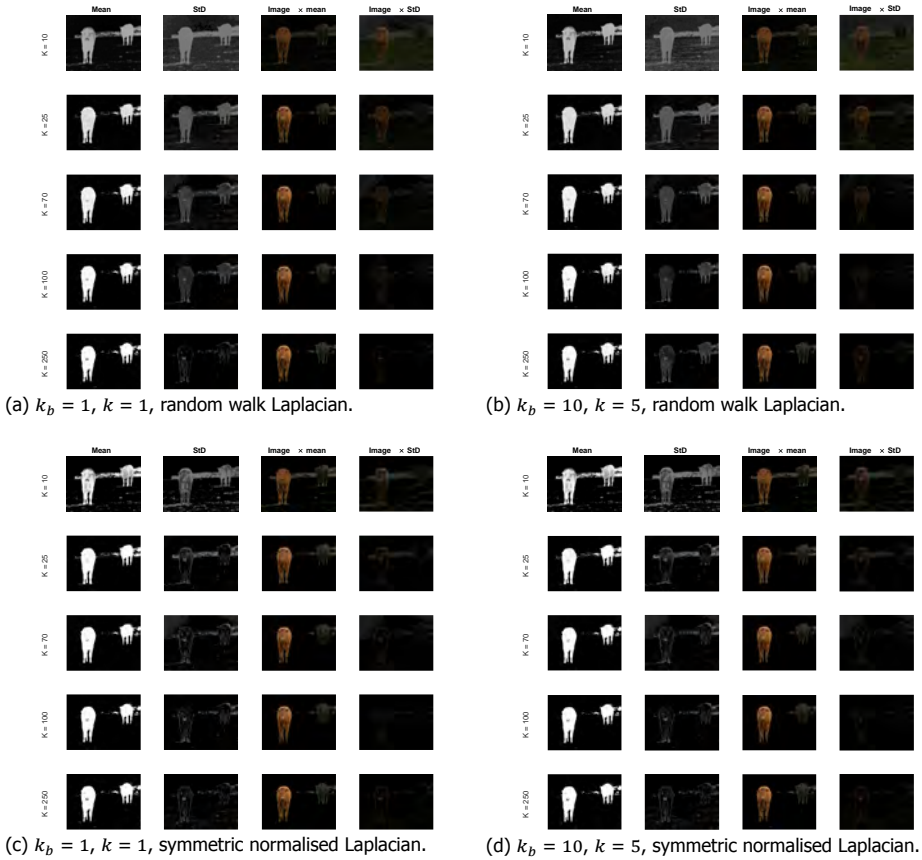 Mean StD Image × mean Image × StD
K = 10
K = 25
K = 70
K = 100
K = 250
(a) k_b = 1, k = 1, random walk Laplacian.
Mean StD Image × mean Image × StD
K = 10
K = 25
K = 70
K = 100
K = 250
(b) k_b = 10, k = 5, random walk Laplacian.
Mean StD Image × mean Image × StD
K = 10
K = 25
K = 70
K = 100
K = 250
(c) k_b = 1, k = 1, symmetric normalised Laplacian.
Mean StD Image × mean Image × StD
K = 10
K = 25
K = 70
K = 100
K = 250
(d) k_b = 10, k = 5, symmetric normalised Laplacian.